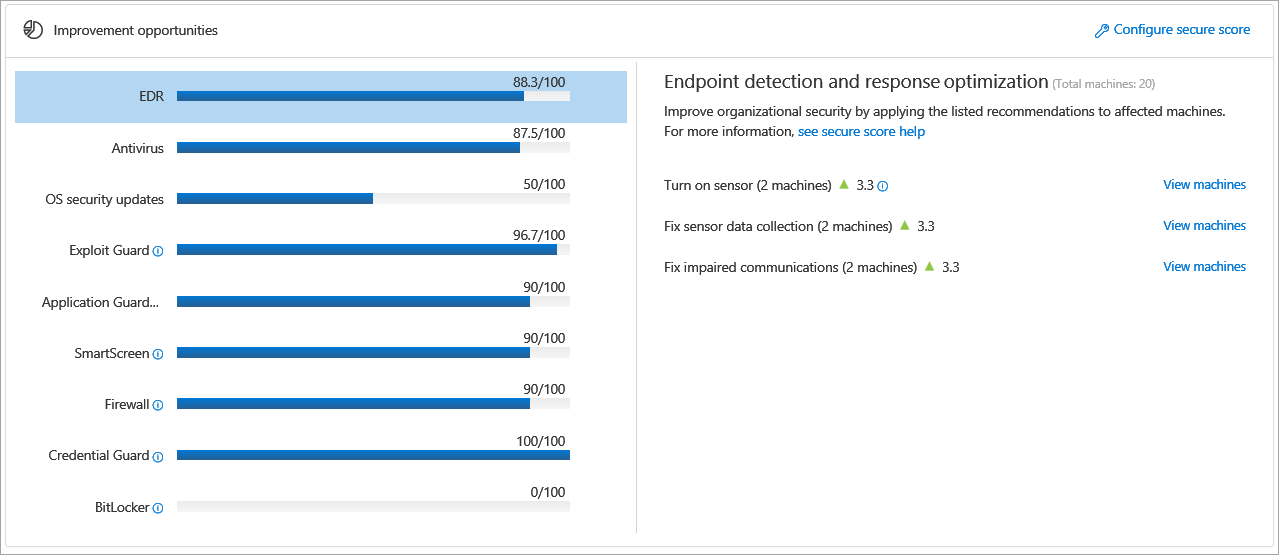 Improvement opportunities
Configure secure score
88.3/100
EDR
87.5/100
Antivirus
50/100
OS security updates
96.7/100
Exploit Guard
90/100
Application Guard...
90/100
SmartScreen
90/100
Firewall
100/100
Credential Guard
0/100
BitLocker
Endpoint detection and response optimization (Total machines: 20)
Improve organizational security by applying the listed recommendations to affected machines.
For more information, see secure score help
Turn on sensor (2 machines) 3.3 View machines
Fix sensor data collection (2 machines) 3.3 View machines
Fix impaired communications (2 machines) 3.3 View machines